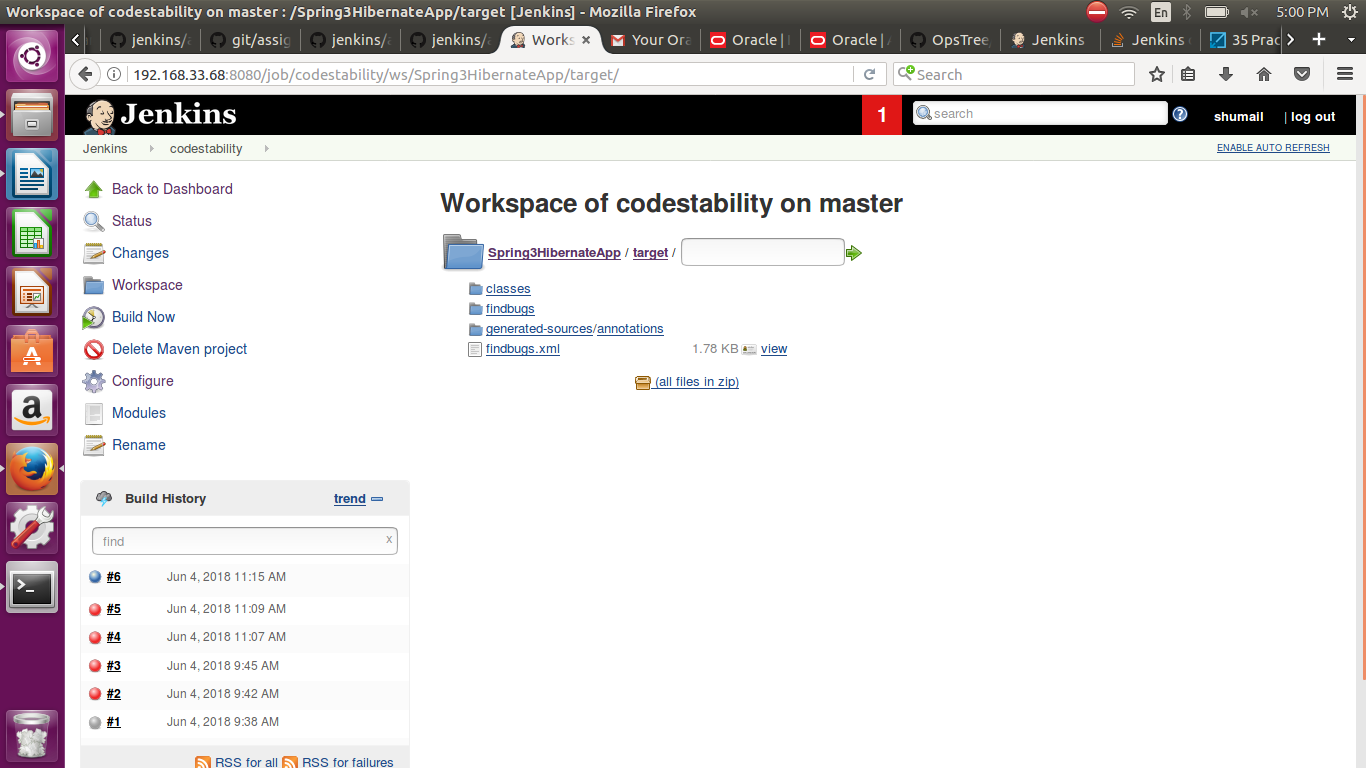 Workspace of codestability on master : /Spring3HibernateApp/target [Jenkins] - Mozilla Firefox
En
5:00 PM
jenkins/
git/assig
jenkins/
jenkins/
Works
Your Ora
Oracle |
Oracle |
OpsTree
Jenkins
Jenkins
35 Prac
192.168.33.68:8080/job/codestability/ws/Spring3HibernateApp/target/
Search
Jenkins
1
search
?
shumail
| log out
Jenkins
codestability
ENABLE AUTO REFRESH
Back to Dashboard
Status
Changes
Workspace
Build Now
Delete Maven project
Configure
Modules
Rename
Workspace of codestability on master
Spring3HibernateApp / target /
classes
findbugs
generated-sources/annotations
findbugs.xml 1.78 KB view
(all files in zip)
Build History trend
find x
#6 Jun 4, 2018 11:15 AM
#5 Jun 4, 2018 11:09 AM
#4 Jun 4, 2018 11:07 AM
#3 Jun 4, 2018 9:45 AM
#2 Jun 4, 2018 9:42 AM
#1 Jun 4, 2018 9:38 AM
RSS for all RSS for failures